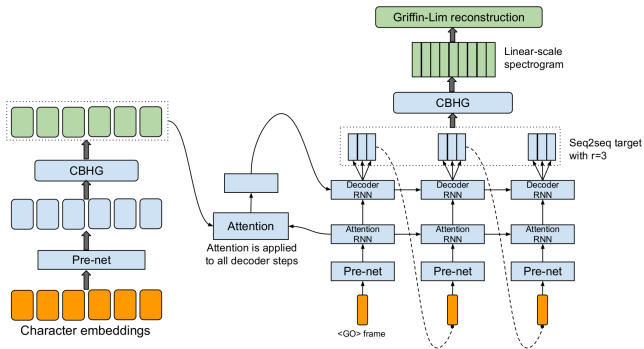 Griffin-Lim reconstruction
Linear-scale
spectrogram
CBHG
Seq2seq target
with r=3
CBHG
Decoder
RNN
Decoder
RNN
Decoder
RNN
Attention
Attention is applied
to all decoder steps
Attention
RNN
Attention
RNN
Attention
RNN
Pre-net
Pre-net
Pre-net
Pre-net
<GO> frame
Character embeddings